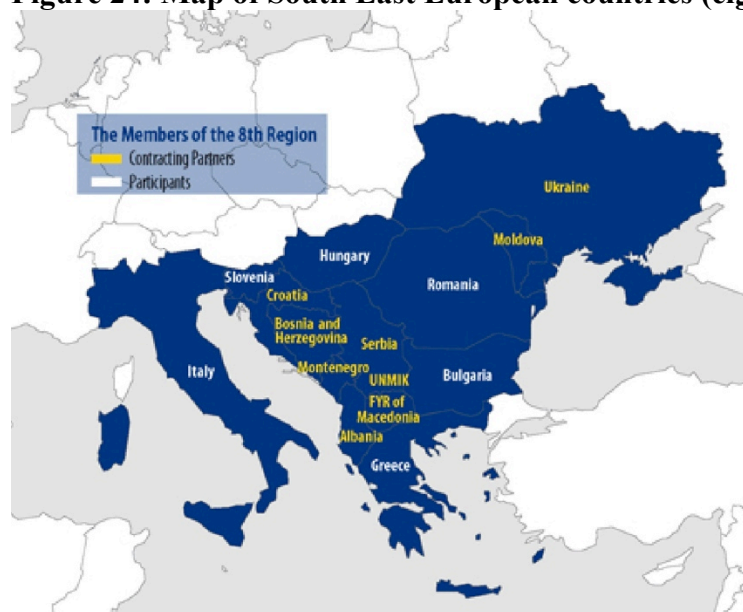 Figure 24: Map of South East European countries (eig
The Members of the 8th Region
Contracting Partners
Participants
Ukraine
Moldova
Hungary
Slovenia
Romania
Croatia
Bosnia and
Herzegovina
Serbia
Montenegro
Italy
UNMIK
Bulgaria
FYR of
Macedonia
Albania
Greece